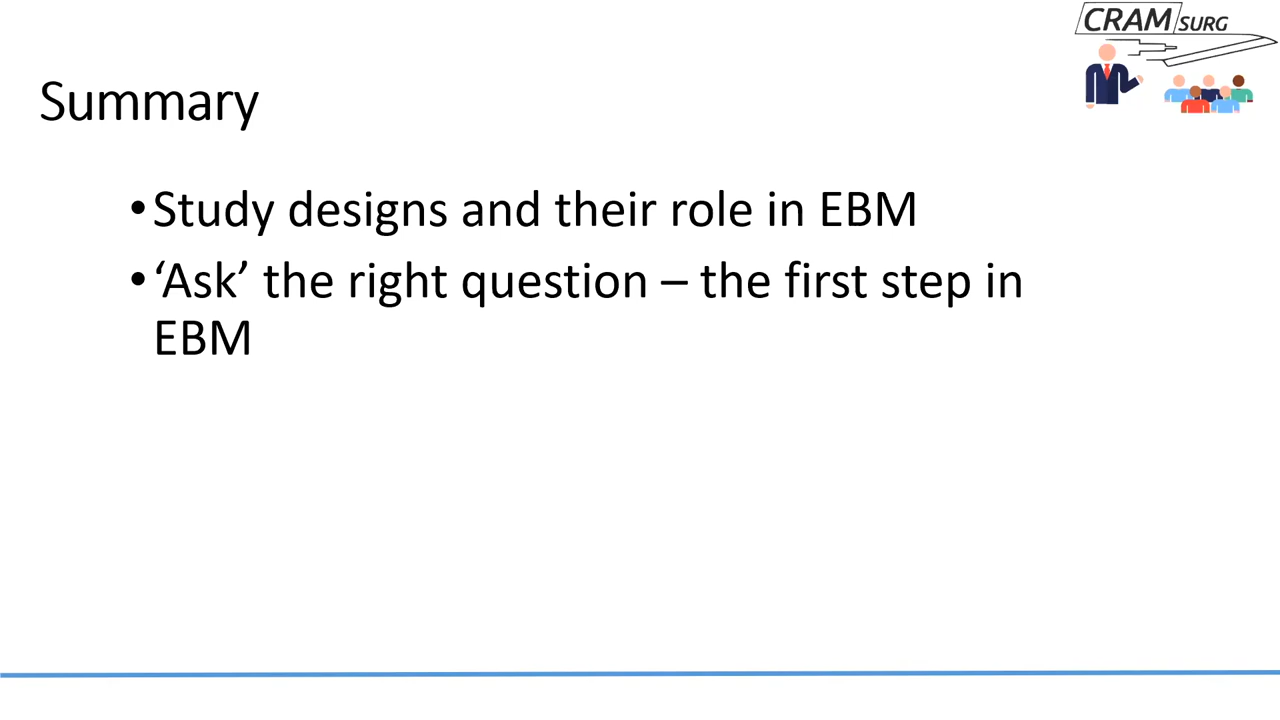 CRAM SURG
Summary
•Study designs and their role in EBM
•‘Ask’ the right question – the first step in
EBM